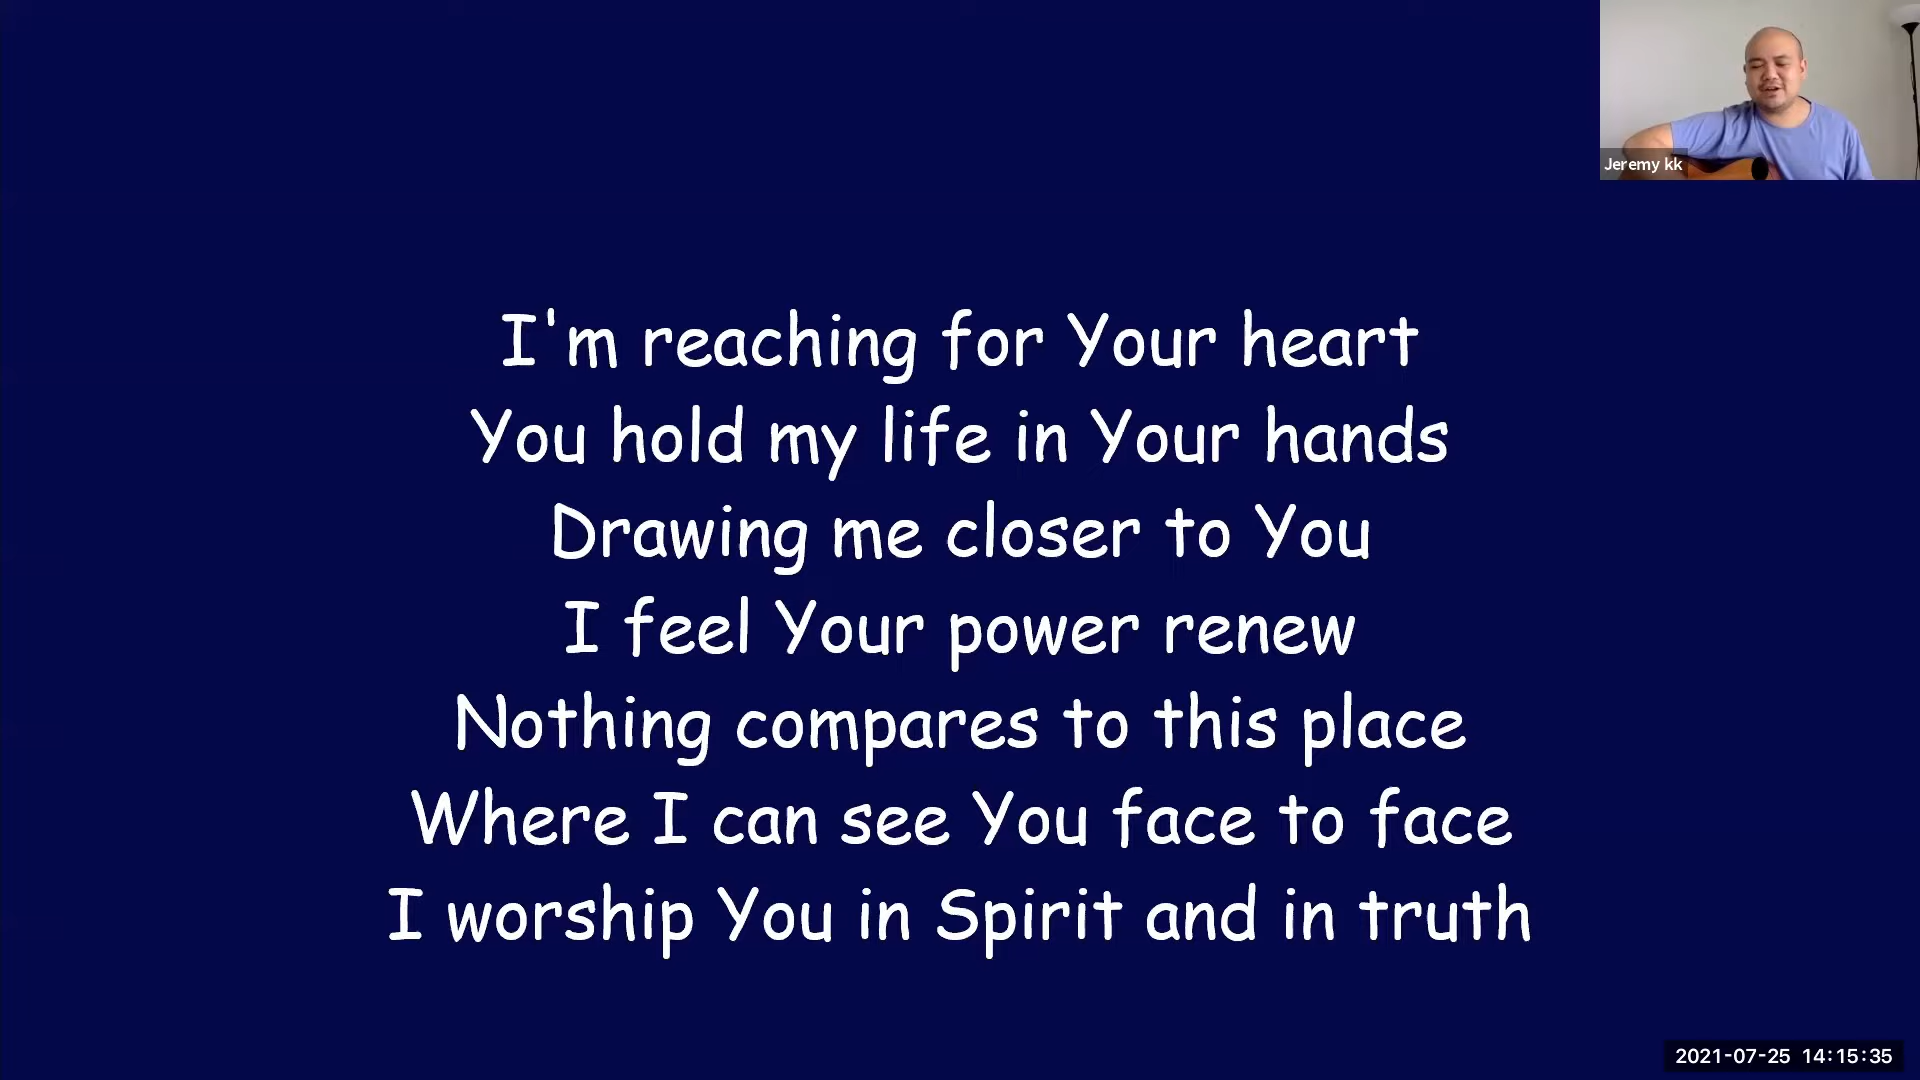 Jeremy kk
I'm reaching for Your heart
You hold my life in Your hands
Drawing me closer to You
I feel Your power renew
Nothing compares to this place
Where I can see You face to face
I worship You in Spirit and in truth
2021-07-25 14:15:35